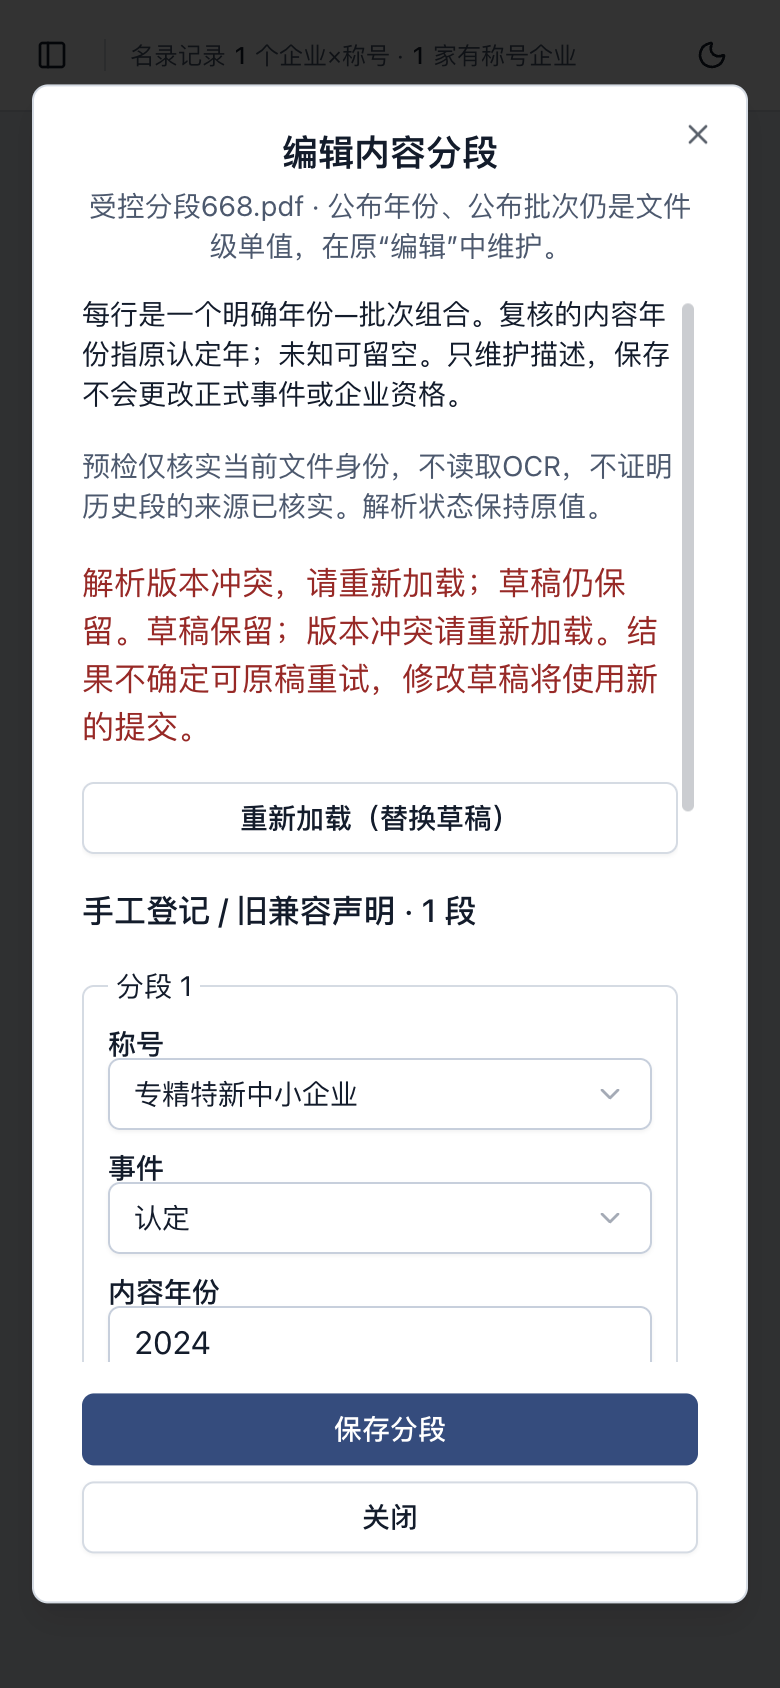 名录记录 1 个企业×称号 · 1 家有称号企业
编辑内容分段
受控分段668.pdf · 公布年份、公布批次仍是文件
级单值，在原“编辑”中维护。
每行是一个明确年份—批次组合。复核的内容年
份指原认定年；未知可留空。只维护描述，保存
不会更改正式事件或企业资格。
预检仅核实当前文件身份，不读取OCR，不证明
历史段的来源已核实。解析状态保持原值。
解析版本冲突，请重新加载；草稿仍保
留。草稿保留；版本冲突请重新加载。结
果不确定可原稿重试，修改草稿将使用新
的提交。
重新加载（替换草稿）
手工登记 / 旧兼容声明 · 1 段
分段 1
称号
专精特新中小企业
事件
认定
内容年份
2024
保存分段
关闭